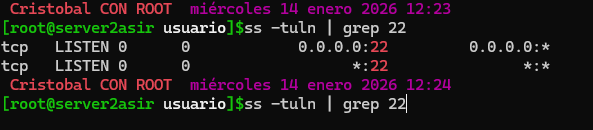 Cristobal CON ROOT miércoles 14 enero 2026 12:23
[root@server2asir usuario]$ss -tuln | grep 22
tcp LISTEN 0 0 0.0.0.0:22 0.0.0.0:*
tcp LISTEN 0 0 *:22 *:*
Cristobal CON ROOT miércoles 14 enero 2026 12:24
[root@server2asir usuario]$ss -tuln | grep 22